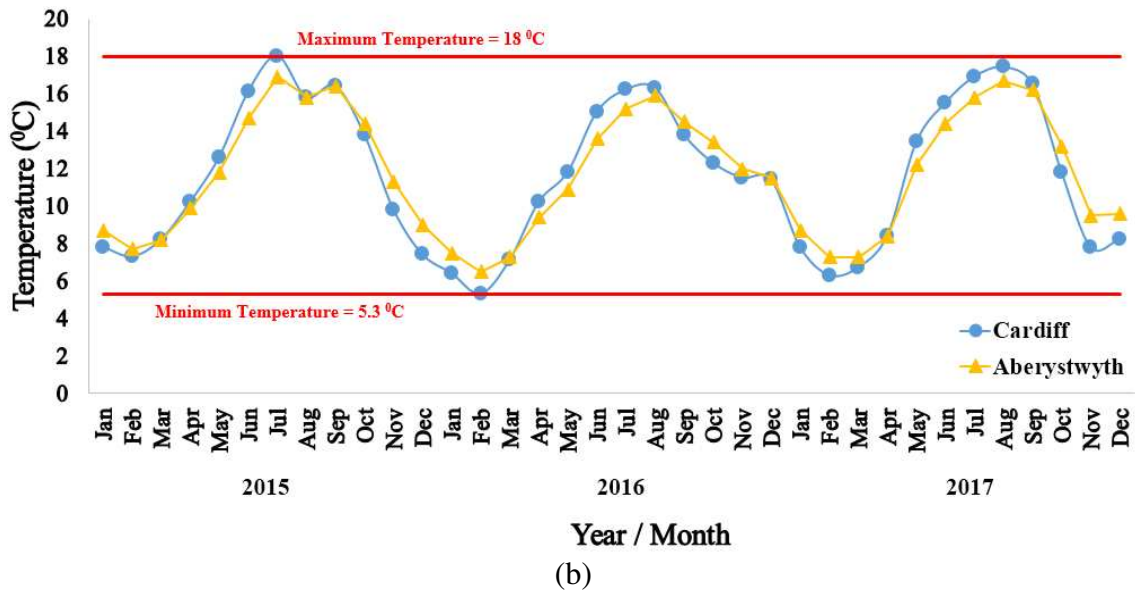 20
18
16
14
12
10
8
6
4
2
0
Temperature (⁰C)
Maximum Temperature = 18 ⁰C
Minimum Temperature = 5.3 ⁰C
Cardiff
Aberystwyth
Jan Feb Mar Apr May Jun Jul Aug Sep Oct Nov Dec Jan Feb Mar Apr May Jun Jul Aug Sep Oct Nov Dec Jan Feb Mar Apr May Jun Jul Aug Sep Oct Nov Dec
2015 2016 2017
Year / Month
(b)